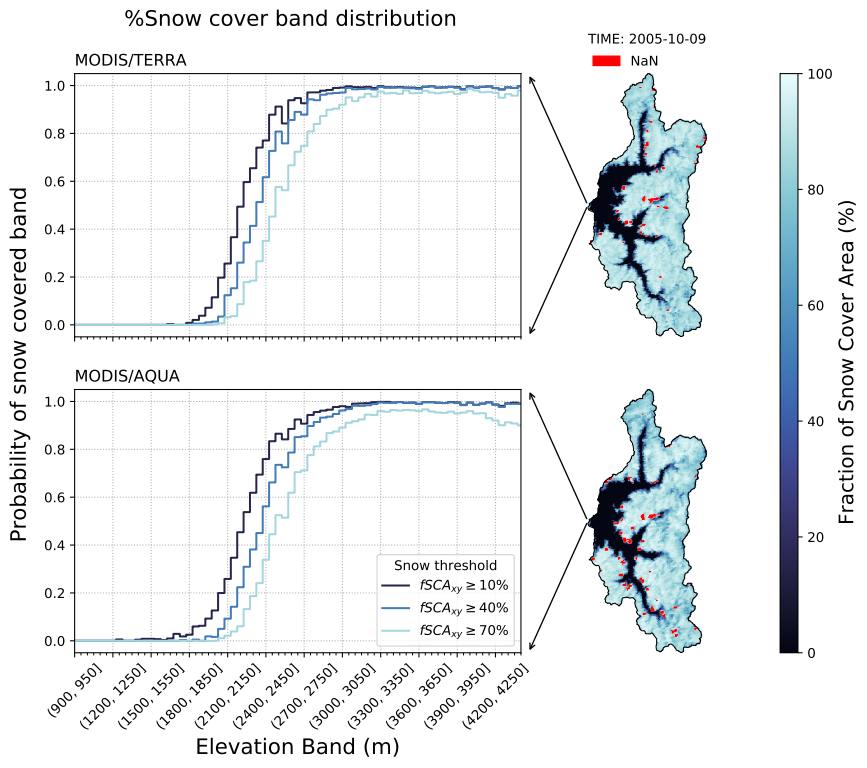 %Snow cover band distribution
TIME: 2005-10-09
NaN
MODIS/TERRA
1.0
0.8
0.6
0.4
0.2
0.0
MODIS/AQUA
1.0
0.8
0.6
0.4
0.2
0.0
Probability of snow covered band
Snow threshold
fSCAxy ≥ 10%
fSCAxy ≥ 40%
fSCAxy ≥ 70%
(900, 950]
(1200, 1250]
(1500, 1550]
(1800, 1850]
(2100, 2150]
(2400, 2450]
(2700, 2750]
(3000, 3050]
(3300, 3350]
(3600, 3650]
(3900, 3950]
(4200, 4250]
Elevation Band (m)
100
80
60
40
20
0
Fraction of Snow Cover Area (%)